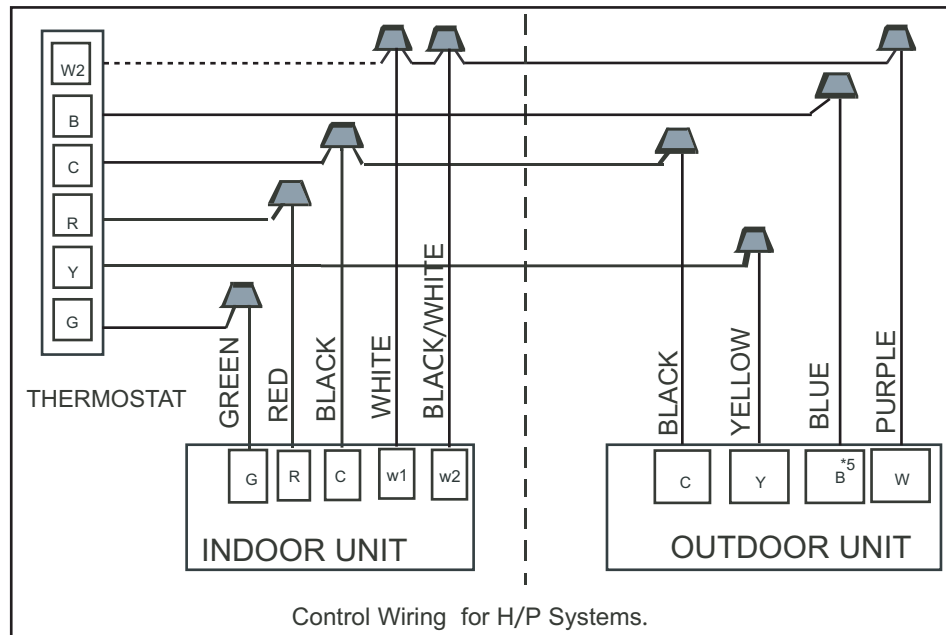 W2
B
C
R
Y
G
THERMOSTAT
GREEN
RED
BLACK
WHITE
BLACK/WHITE
BLACK
YELLOW
BLUE
PURPLE
G R C w1 w2
INDOOR UNIT
C Y B*5 W
OUTDOOR UNIT
Control Wiring for H/P Systems.